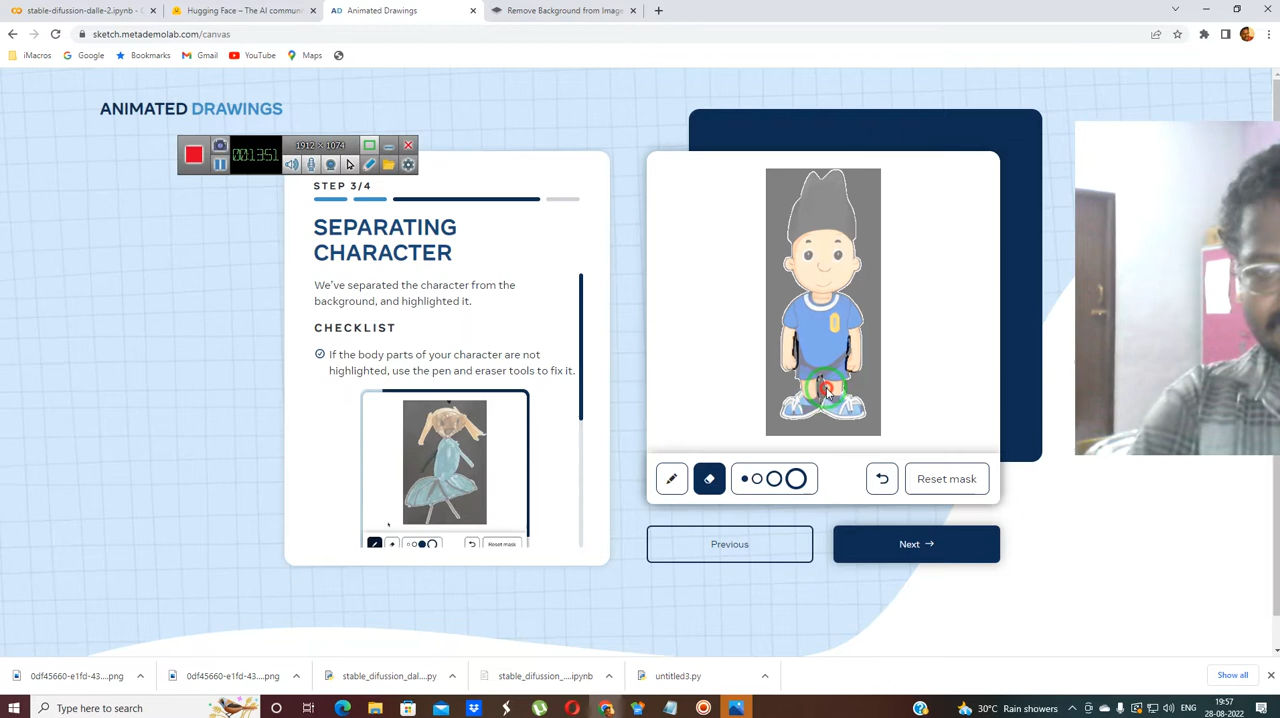 stable-difussion-dalle-2.ipynb - C
Hugging Face – The AI commun
AD Animated Drawings
Remove Background from Image
sketch.metademolab.com/canvas
iMacros
Google
Bookmarks
Gmail
YouTube
Maps
ANIMATED DRAWINGS
00:13:51
1912 × 1074
STEP 3/4
SEPARATING
CHARACTER
We've separated the character from the
background, and highlighted it.
CHECKLIST
If the body parts of your character are not
highlighted, use the pen and eraser tools to fix it.
Reset mask
Reset mask
Previous
Next →
0df45660-e1fd-43....png
0df45660-e1fd-43....png
stable_difussion_dal....py
stable_difussion_....ipynb
untitled3.py
Show all
Type here to search
30°C Rain showers
ENG
19:57
28-08-2022